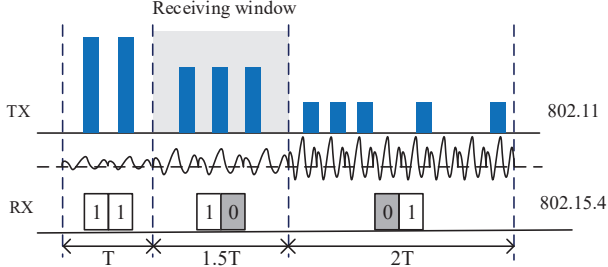 Receiving window
TX
802.11
RX
1 1
1 0
0 1
802.15.4
T
1.5T
2T